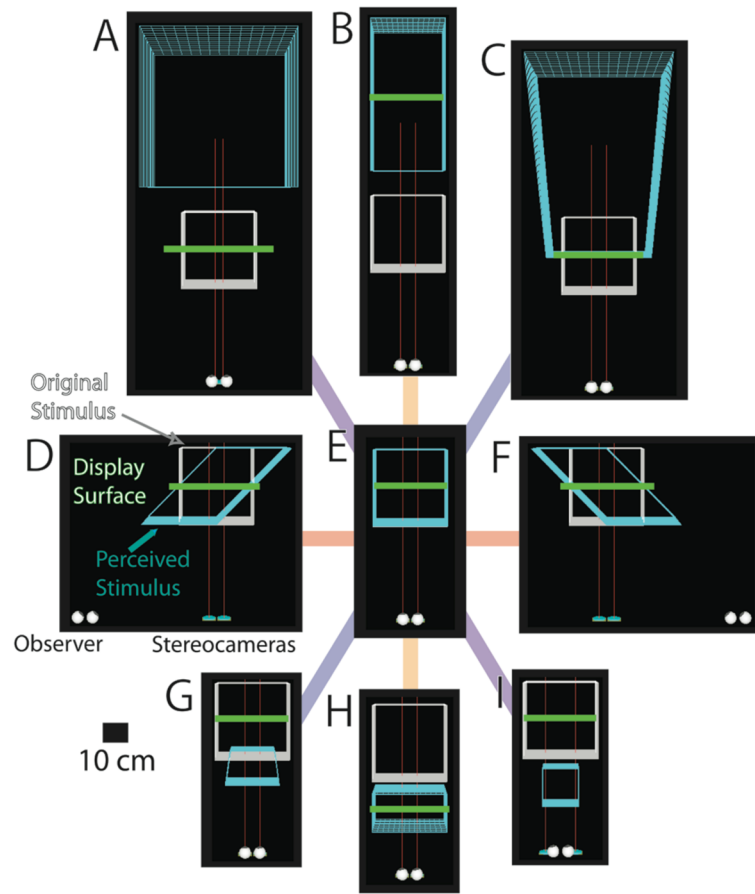 A
B
C
Original
Stimulus
D
Display
Surface
E
F
Perceived
Stimulus
Observer
Stereocameras
G
H
I
10 cm